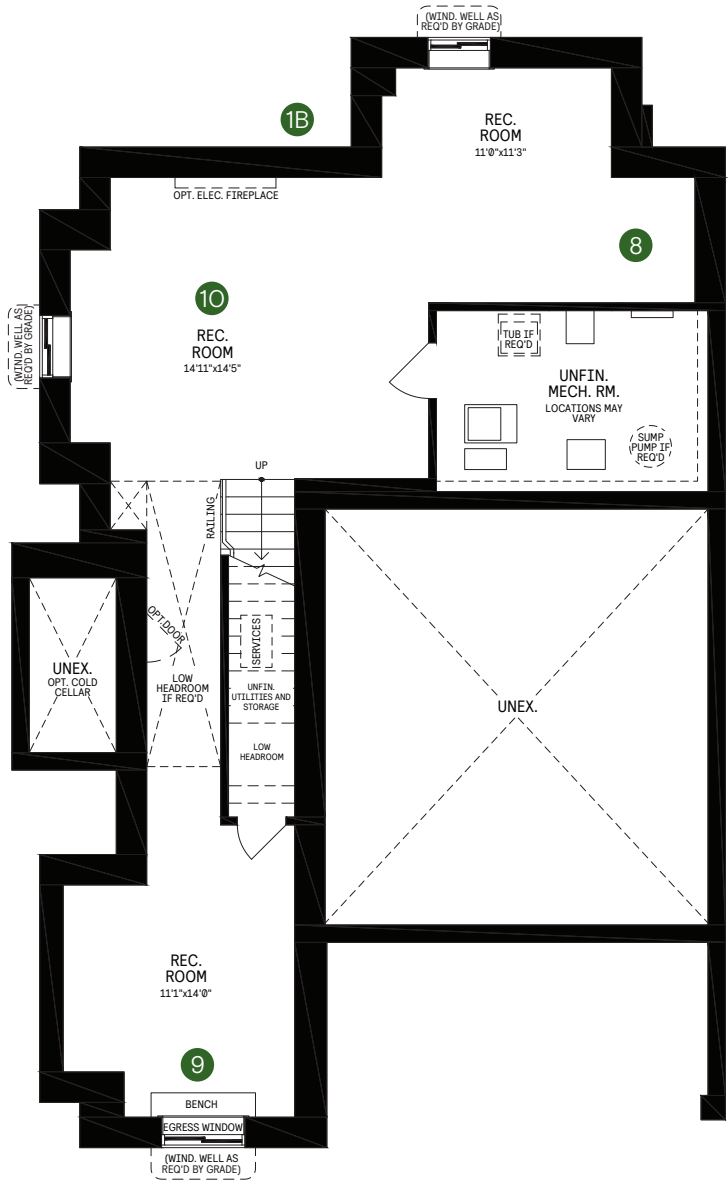 (WIND. WELL AS
REQ'D BY GRADE)
1B
REC.
ROOM
11'0"x11'3"
OPT. ELEC. FIREPLACE
8
10
REC.
ROOM
14'11"x14'5"
(WIND. WELL AS
REQ'D BY GRADE)
TUB IF
REQ'D
UNFIN.
MECH. RM.
LOCATIONS MAY
VARY
SUMP
PUMP IF
REQ'D
UP
RAILING
OPT.DOOR
SERVICES
UNEX.
OPT. COLD
CELLAR
LOW
HEADROOM
IF REQ'D
UNFIN.
UTILITIES AND
STORAGE
LOW
HEADROOM
UNEX.
REC.
ROOM
11'1"x14'0"
9
BENCH
EGRESS WINDOW
(WIND. WELL AS
REQ'D BY GRADE)